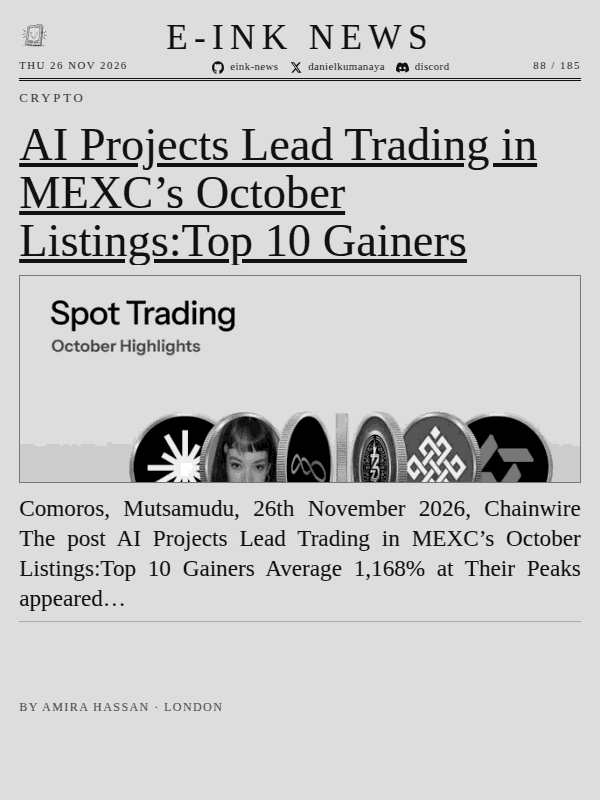 E-INK NEWS
THU 26 NOV 2026
eink-news danielkumanaya discord
88 / 185
CRYPTO
AI Projects Lead Trading in
MEXC’s October
Listings:Top 10 Gainers
Spot Trading
October Highlights
Comoros, Mutsamudu, 26th November 2026, Chainwire
The post AI Projects Lead Trading in MEXC’s October
Listings:Top 10 Gainers Average 1,168% at Their Peaks
appeared…
BY AMIRA HASSAN · LONDON